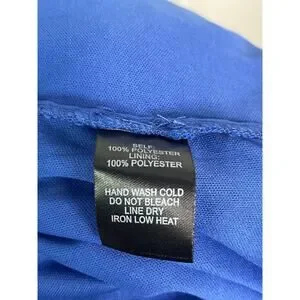 SELF:
100% POLYESTER
LINING:
100% POLYESTER
HAND WASH COLD
DO NOT BLEACH
LINE DRY
IRON LOW HEAT